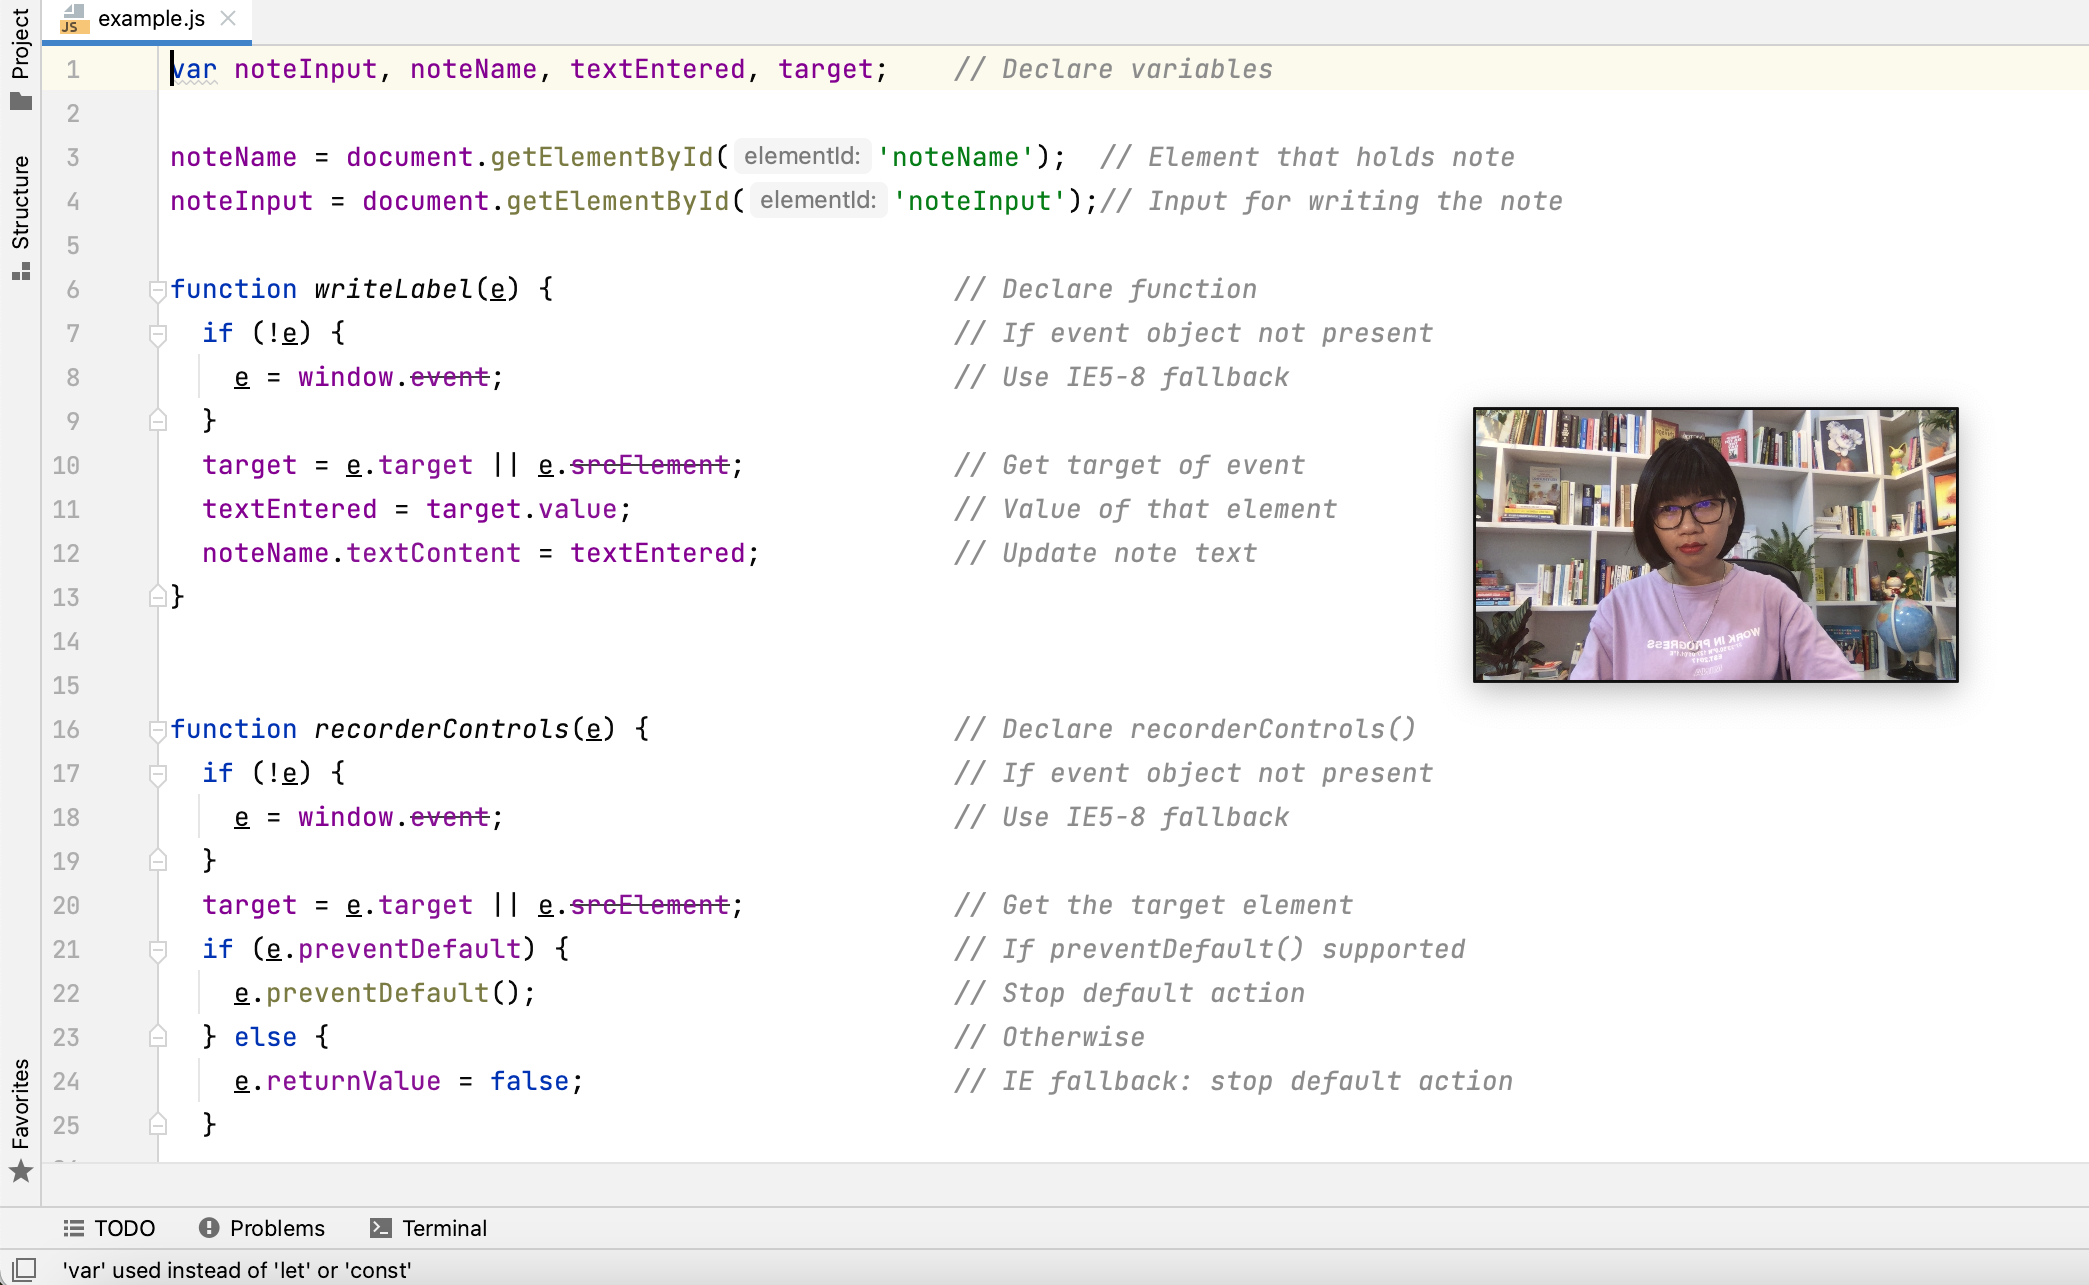 Project
Structure
Favorites
JS example.js
1 var noteInput, noteName, textEntered, target; // Declare variables
2
3 noteName = document.getElementById( elementId: 'noteName'); // Element that holds note
4 noteInput = document.getElementById( elementId: 'noteInput');// Input for writing the note
5
6 function writeLabel(e) { // Declare function
7 if (!e) { // If event object not present
8 e = window.event; // Use IE5-8 fallback
9 }
10 target = e.target || e.srcElement; // Get target of event
11 textEntered = target.value; // Value of that element
12 noteName.textContent = textEntered; // Update note text
13 }
14
15
16 function recorderControls(e) { // Declare recorderControls()
17 if (!e) { // If event object not present
18 e = window.event; // Use IE5-8 fallback
19 }
20 target = e.target || e.srcElement; // Get the target element
21 if (e.preventDefault) { // If preventDefault() supported
22 e.preventDefault(); // Stop default action
23 } else { // Otherwise
24 e.returnValue = false; // IE fallback: stop default action
25 }
WORK IN PROGRESS
TODO Problems Terminal
'var' used instead of 'let' or 'const'